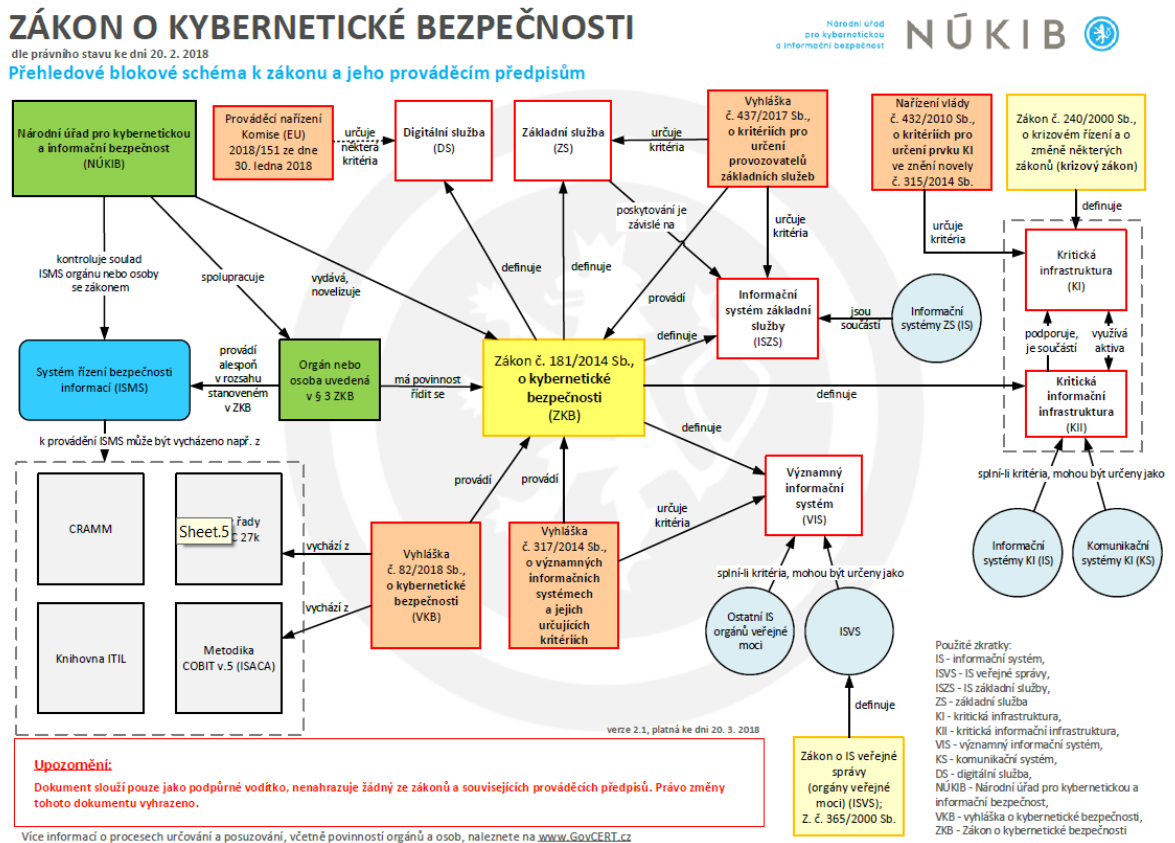 ZÁKON O KYBERNETICKÉ BEZPEČNOSTI
dle právního stavu ke dni 20. 2. 2018
Přehledové blokové schéma k zákonu a jeho prováděcím předpisům
Národní úřad
pro kybernetickou
a informační bezpečnost
NÚKIB
Národní úřad pro kybernetickou
a informační bezpečnost
(NÚKIB)
Prováděcí nařízení
Komise (EU)
2018/151 ze dne
30. ledna 2018
určuje
některá
kritéria
Digitální služba
(DS)
Základní služba
(ZS)
určuje
kritéria
Vyhláška
č. 437/2017 Sb.,
o kritériích pro
určení
provozovatelů
základních služeb
Nařízení vlády
č. 432/2010 Sb.,
o kritériích pro
určení prvku KI
ve znění novely
č. 315/2014 Sb.
Zákon č. 240/2000 Sb.,
o krizovém řízení a o
změně některých
zákonů (krizový zákon)
kontroluje soulad
ISMS orgánu nebo osoby
se zákonem
spolupracuje
vydává,
novelizuje
definuje
definuje
poskytování je
závislé na
určuje
kritéria
provádí
určuje
kritéria
definuje
Kritická
infrastruktura
(KI)
Informační
systém základní
služby
(ISZS)
jsou
součástí
Informační
systémy ZS (IS)
podporuje,
je součástí
využívá
aktiva
Systém řízení bezpečnosti
informací (ISMS)
provádí
alespoň
v rozsahu
stanoveném
v ZKB
Orgán nebo
osoba uvedená
v § 3 ZKB
má povinnost
řídit se
Zákon č. 181/2014 Sb.,
o kybernetické
bezpečnosti
(ZKB)
definuje
definuje
Kritická
informační
infrastruktura
(KII)
k provádění ISMS může být vycházeno např. z
definuje
splní-li kritéria, mohou být určeny jako
CRAMM
řady
C 27k
Sheet.5
Knihovna ITIL
Metodika
COBIT v.5 (ISACA)
vychází z
vychází z
provádí
provádí
Vyhláška
č. 82/2018 Sb.,
o kybernetické
bezpečnosti
(VKB)
Vyhláška
č. 317/2014 Sb.,
o významných
informačních
systémech
a jejich
určujících
kritériích
určuje
kritéria
Významný
informační
systém
(VIS)
splní-li kritéria, mohou být určeny jako
Ostatní IS
orgánů veřejné
moci
ISVS
Informační
systémy KI (IS)
Komunikační
systémy KI (KS)
definuje
Zákon o IS veřejné
správy
(orgány veřejné
moci) (ISVS);
Z. č. 365/2000 Sb.
Použité zkratky:
IS - informační systém,
ISVS - IS veřejné správy,
ISZS - IS základní služby,
ZS - základní služba
KI - kritická infrastruktura,
KII - kritická informační infrastruktura,
VIS - významný informační systém,
KS - komunikační systém,
DS - digitální služba,
NÚKIB - Národní úřad pro kybernetickou a
informační bezpečnost,
VKB - vyhláška o kybernetické bezpečnosti,
ZKB - Zákon o kybernetické bezpečnosti
verze 2.1, platná ke dni 20. 3. 2018
Upozornění:
Dokument slouží pouze jako podpůrné vodítko, nenahrazuje žádný ze zákonů a souvisejících prováděcích předpisů. Právo změny
tohoto dokumentu vyhrazeno.
Více informací o procesech určování a posuzování, včetně povinností orgánů a osob, naleznete na www.GovCERT.cz